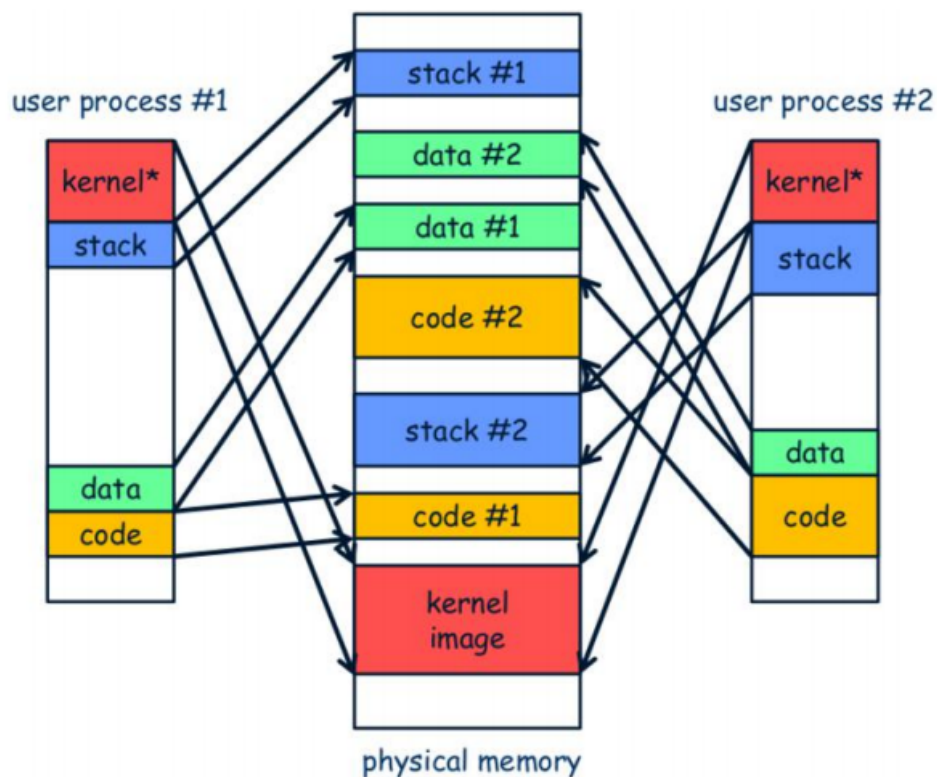 user process #1
kernel*
stack
data
code
stack #1
data #2
data #1
code #2
stack #2
code #1
kernel
image
physical memory
user process #2
kernel*
stack
data
code